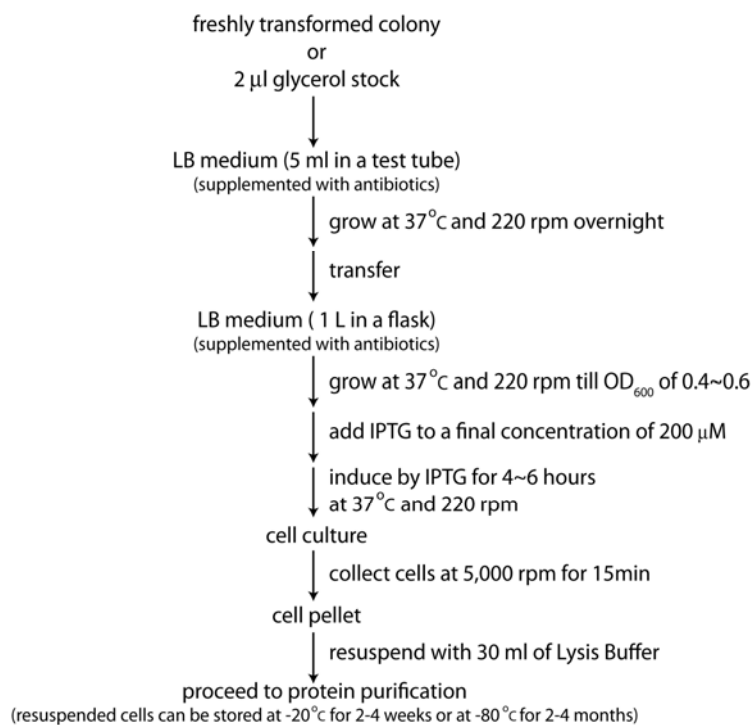 freshly transformed colony
or
2 µl glycerol stock
LB medium (5 ml in a test tube)
(supplemented with antibiotics)
grow at 37°C and 220 rpm overnight
transfer
LB medium ( 1 L in a flask)
(supplemented with antibiotics)
grow at 37°C and 220 rpm till OD600 of 0.4~0.6
add IPTG to a final concentration of 200 µM
induce by IPTG for 4~6 hours
at 37°C and 220 rpm
cell culture
collect cells at 5,000 rpm for 15min
cell pellet
resuspend with 30 ml of Lysis Buffer
proceed to protein purification
(resuspended cells can be stored at -20°C for 2-4 weeks or at -80°C for 2-4 months)